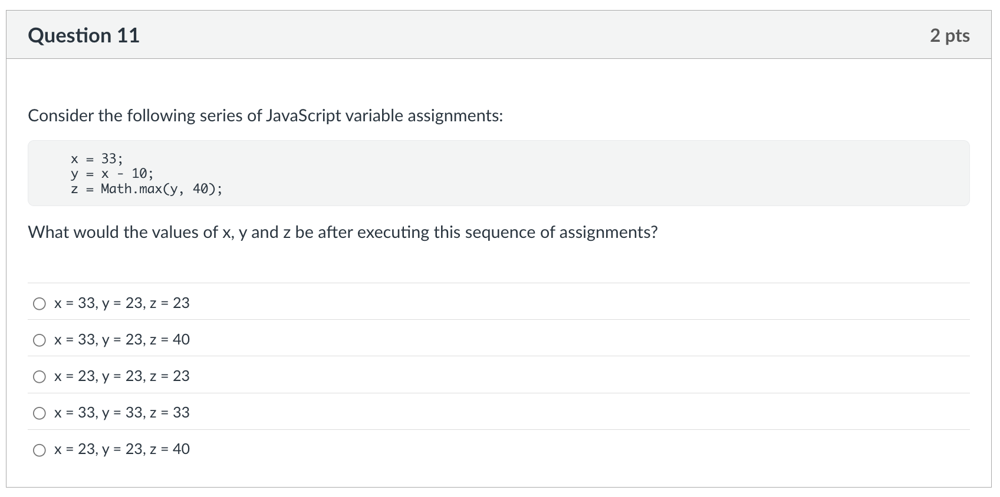 Question 11
2 pts
Consider the following series of JavaScript variable assignments:
x = 33;
y = x - 10;
z = Math.max(y, 40);
What would the values of x, y and z be after executing this sequence of assignments?
x = 33, y = 23, z = 23
x = 33, y = 23, z = 40
x = 23, y = 23, z = 23
x = 33, y = 33, z = 33
x = 23, y = 23, z = 40